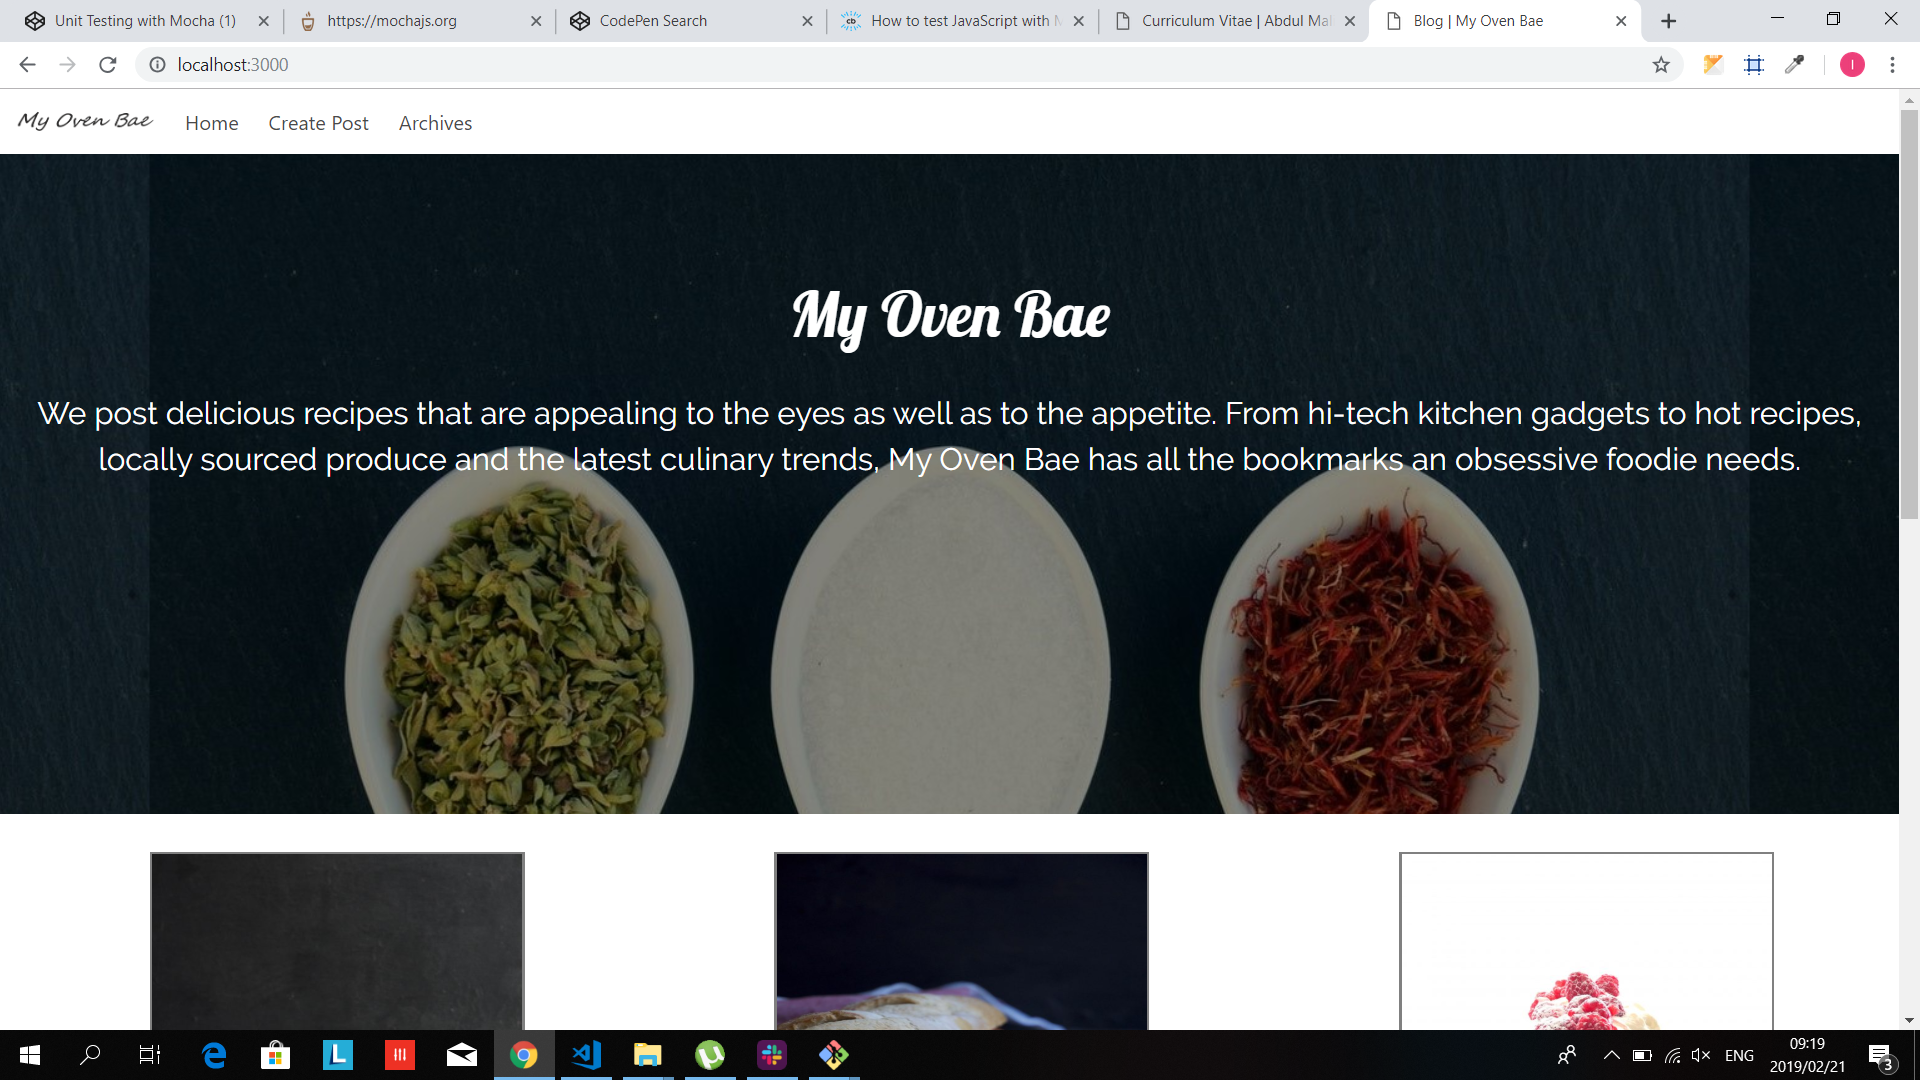 Unit Testing with Mocha (1)
https://mochajs.org
CodePen Search
How to test JavaScript with
Curriculum Vitae | Abdul Mal
Blog | My Oven Bae
localhost:3000
I
My Oven Bae
Home
Create Post
Archives
My Oven Bae
We post delicious recipes that are appealing to the eyes as well as to the appetite. From hi-tech kitchen gadgets to hot recipes,
locally sourced produce and the latest culinary trends, My Oven Bae has all the bookmarks an obsessive foodie needs.
ENG
09:19
2019/02/21
3